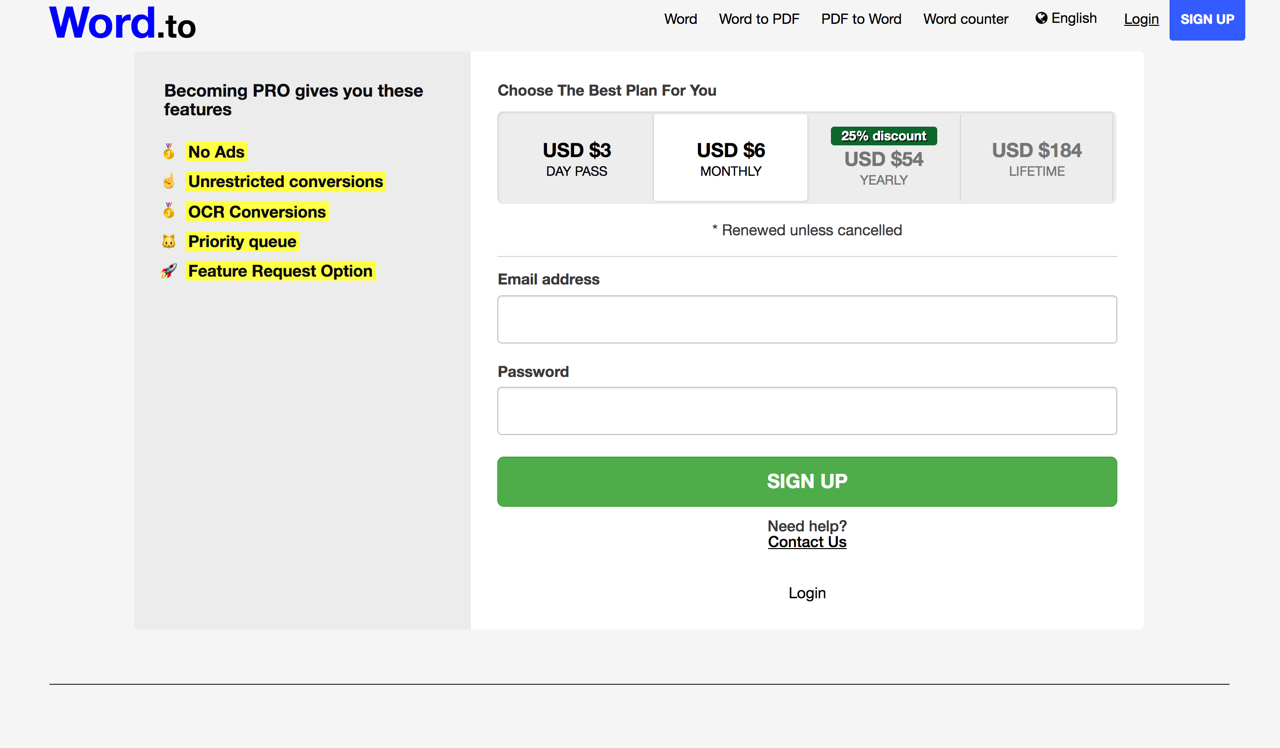 Word.to
Word
Word to PDF
PDF to Word
Word counter
English
Login
SIGN UP
Becoming PRO gives you these
features
No Ads
Unrestricted conversions
OCR Conversions
Priority queue
Feature Request Option
Choose The Best Plan For You
USD $3
DAY PASS
USD $6
MONTHLY
25% discount
USD $54
YEARLY
USD $184
LIFETIME
* Renewed unless cancelled
Email address
Password
SIGN UP
Need help?
Contact Us
Login